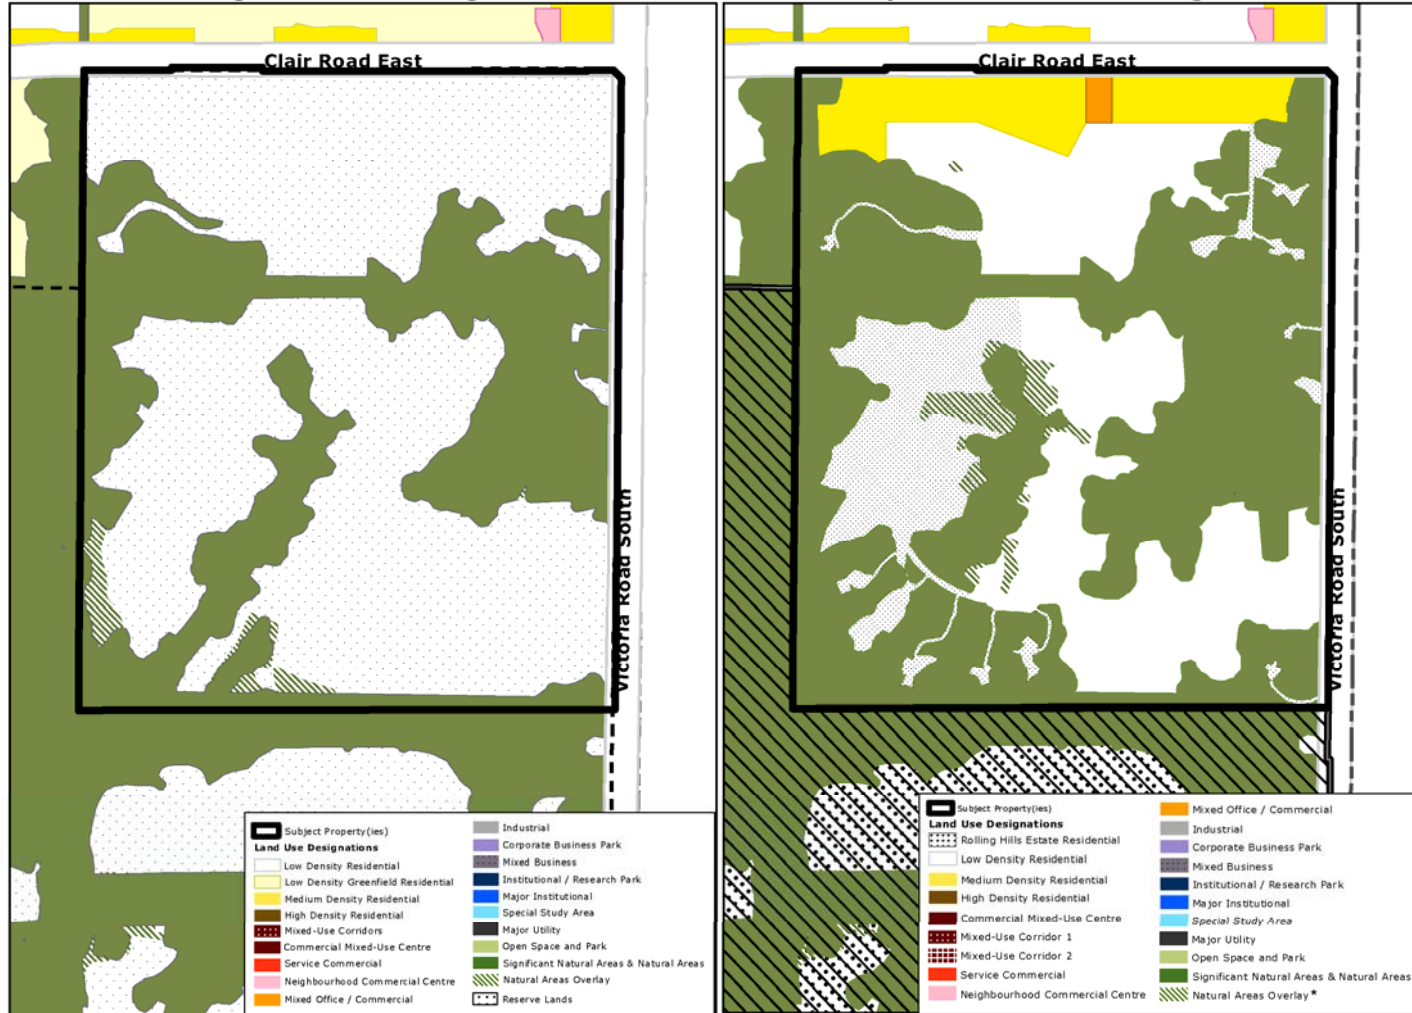 Clair Road East
Victoria Road South
Subject Property(ies)
Land Use Designations
Low Density Residential
Low Density Greenfield Residential
Medium Density Residential
High Density Residential
Mixed-Use Corridors
Commercial Mixed-Use Centre
Service Commercial
Neighbourhood Commercial Centre
Mixed Office / Commercial
Industrial
Corporate Business Park
Mixed Business
Institutional / Research Park
Major Institutional
Special Study Area
Major Utility
Open Space and Park
Significant Natural Areas & Natural Areas
Natural Areas Overlay
Reserve Lands
Clair Road East
Victoria Road South
Subject Property(ies)
Land Use Designations
Rolling Hills Estate Residential
Low Density Residential
Medium Density Residential
High Density Residential
Commercial Mixed-Use Centre
Mixed-Use Corridor 1
Mixed-Use Corridor 2
Service Commercial
Neighbourhood Commercial Centre
Mixed Office / Commercial
Industrial
Corporate Business Park
Mixed Business
Institutional / Research Park
Major Institutional
Special Study Area
Major Utility
Open Space and Park
Significant Natural Areas & Natural Areas
Natural Areas Overlay *